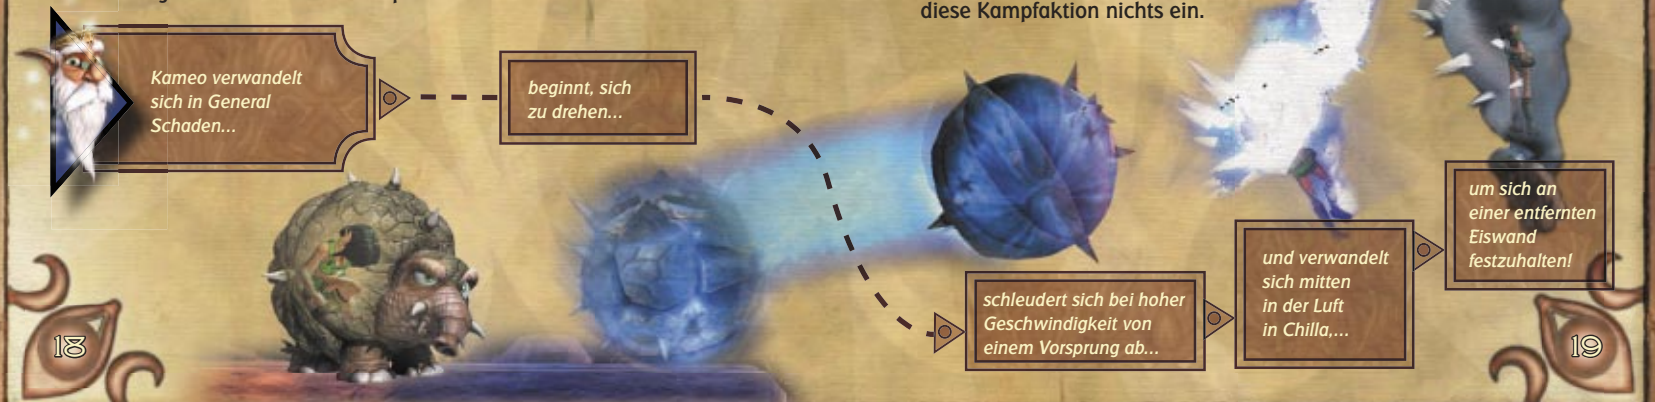 diese Kampfaktion nichts ein.
Kameo verwandelt
sich in General
Schaden...
beginnt, sich
zu drehen...
schleudert sich bei hoher
Geschwindigkeit von
einem Vorsprung ab...
und verwandelt
sich mitten
in der Luft
in Chilla,...
um sich an
einer entfernten
Eiswand
festzuhalten!
18
19